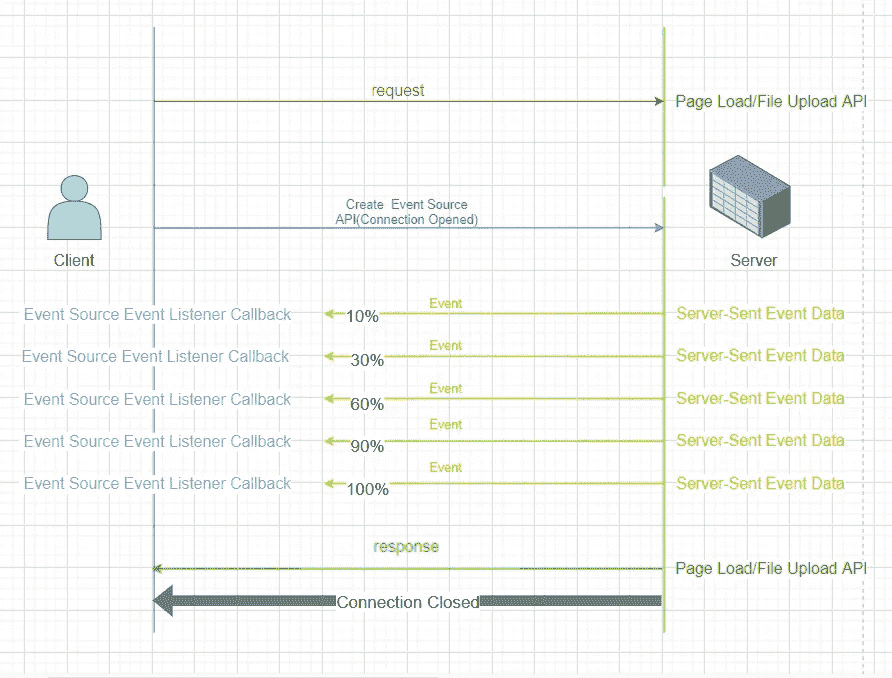 request
Page Load/File Upload API
Create Event Source
API(Connection Opened)
Client
Server
Event
Event Source Event Listener Callback
10%
Server-Sent Event Data
Event
Event Source Event Listener Callback
30%
Server-Sent Event Data
Event
Event Source Event Listener Callback
60%
Server-Sent Event Data
Event
Event Source Event Listener Callback
90%
Server-Sent Event Data
Event
Event Source Event Listener Callback
100%
Server-Sent Event Data
response
Page Load/File Upload API
Connection Closed